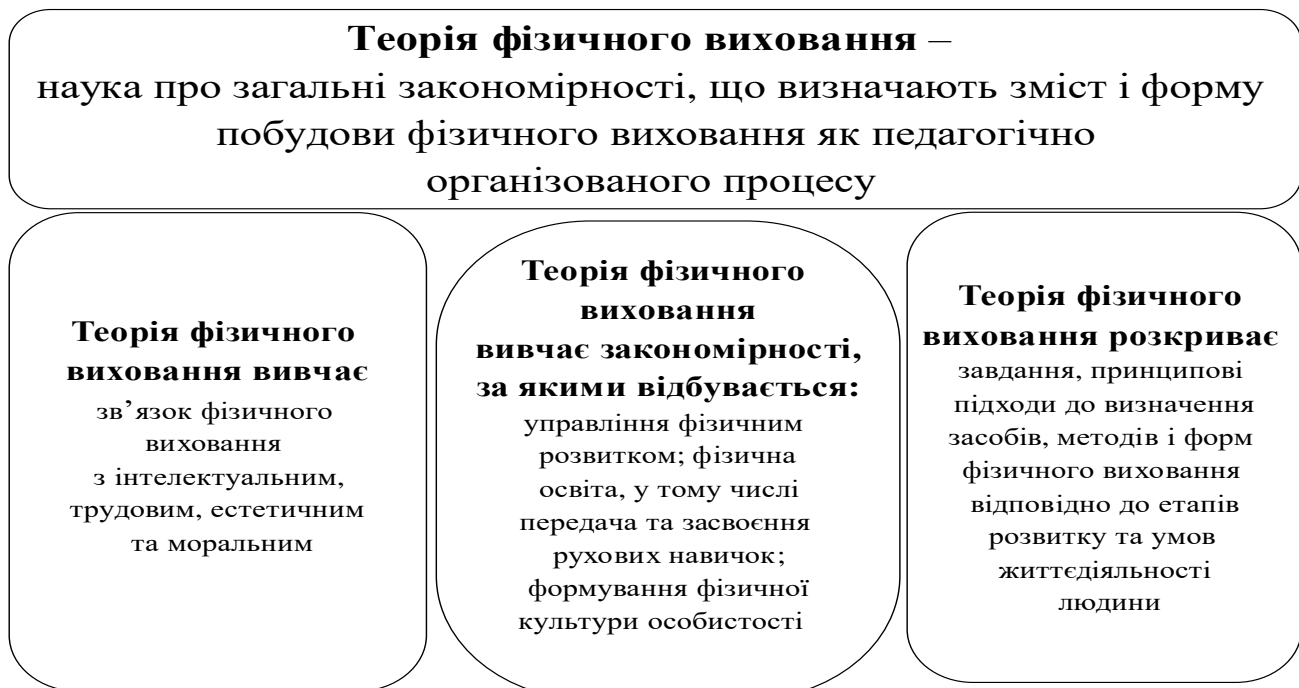 Теорія фізичного виховання –
наука про загальні закономірності, що визначають зміст і форму
побудови фізичного виховання як педагогічно
організованого процесу
Теорія фізичного
виховання вивчає
зв’язок фізичного
виховання
з інтелектуальним,
трудовим, естетичним
та моральним
Теорія фізичного
виховання
вивчає закономірності,
за якими відбувається:
управління фізичним
розвитком; фізична
освіта, у тому числі
передача та засвоєння
рухових навичок;
формування фізичної
культури особистості
Теорія фізичного
виховання розкриває
завдання, принципові
підходи до визначення
засобів, методів і форм
фізичного виховання
відповідно до етапів
розвитку та умов
життєдіяльності
людини